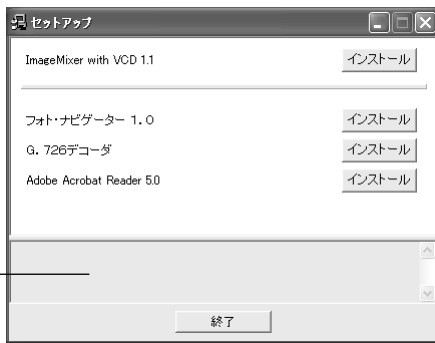 セットアップ
ImageMixer with VCD 1.1 インストール
フォト・ナビゲーター 1.0 インストール
G.726デコーダ インストール
Adobe Acrobat Reader 5.0 インストール
終了